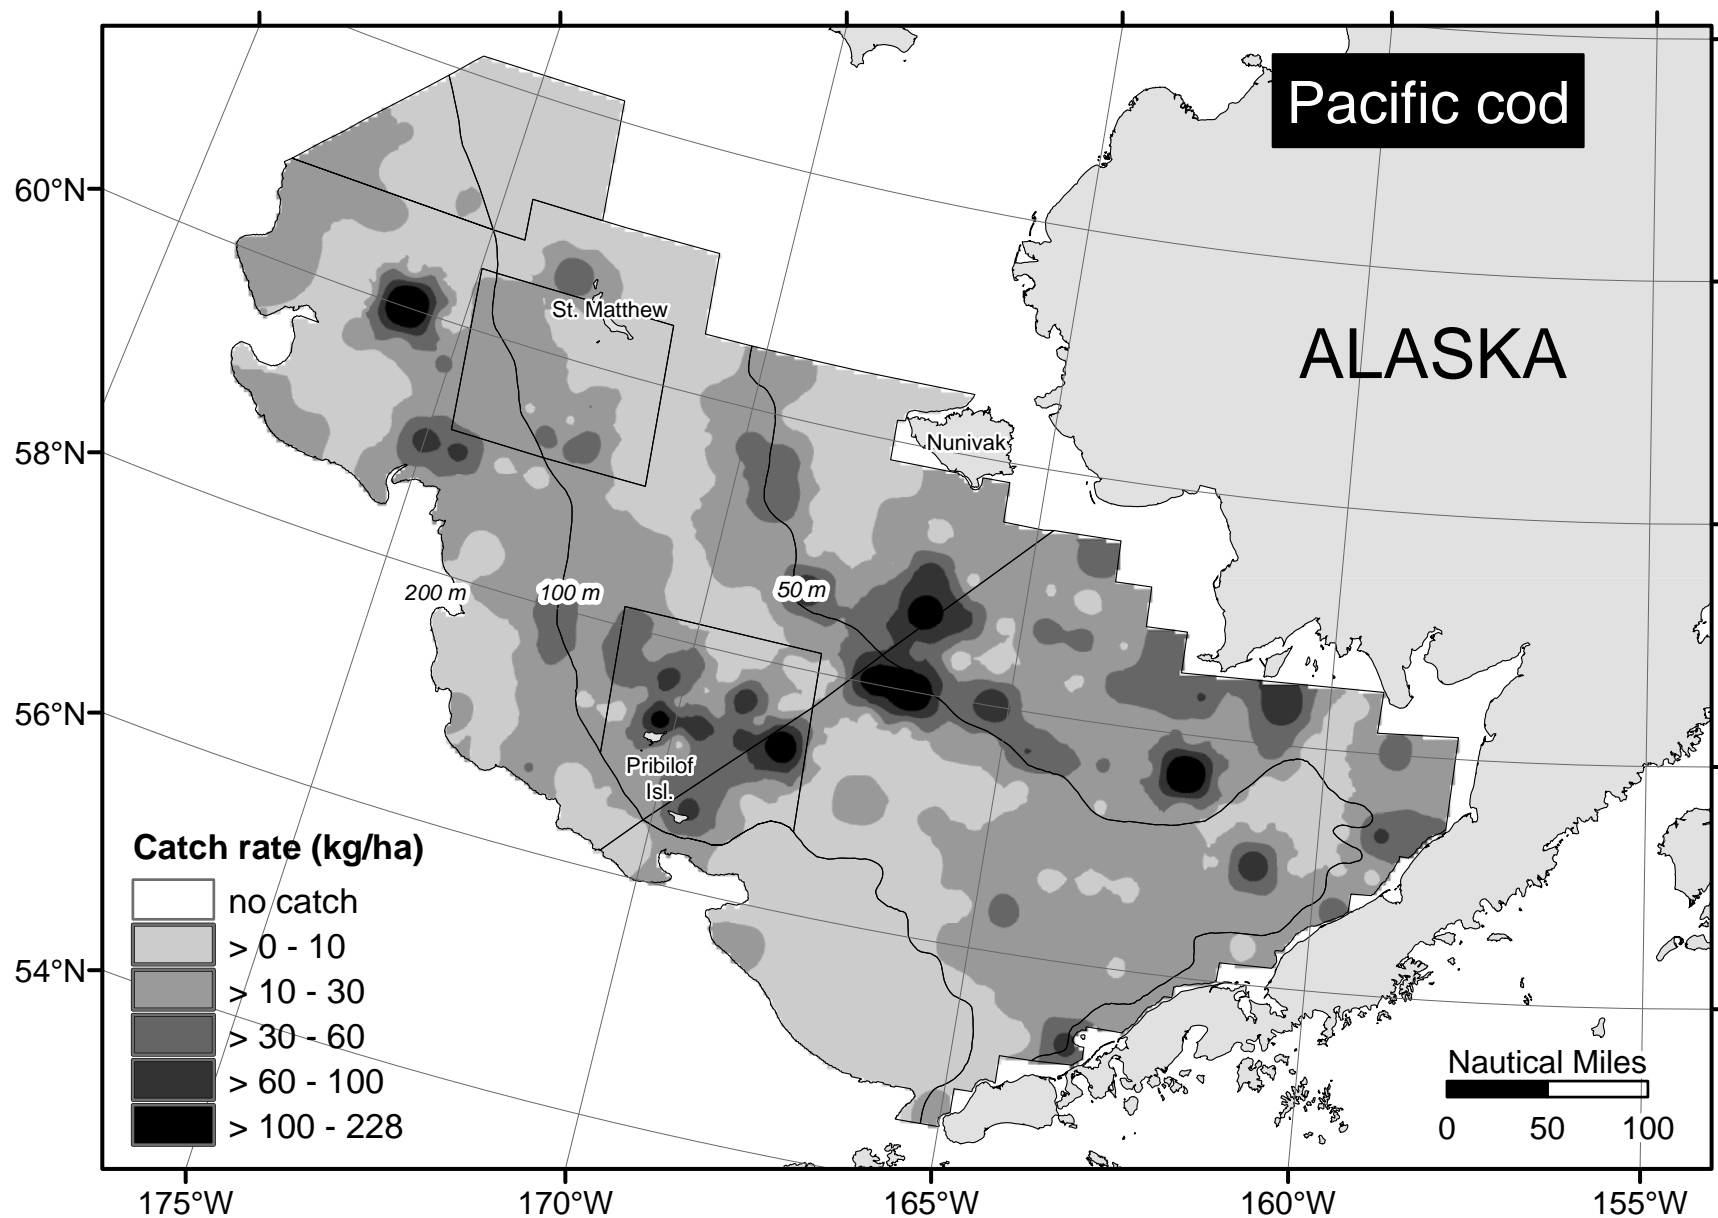 Pacific cod
60°N
ALASKA
St. Matthew
58°N
Nunivak
200 m
100 m
50 m
56°N
Pribilof
Isl.
Catch rate (kg/ha)
no catch
> 0 - 10
54°N
> 10 - 30
> 30 - 60
> 60 - 100
> 100 - 228
Nautical Miles
0 50 100
175°W 170°W 165°W 160°W 155°W